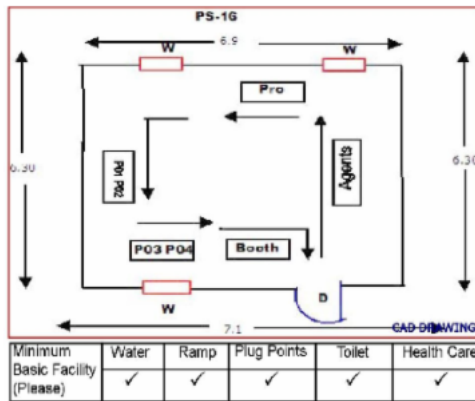 PS-16
6.9
W
W
Pro
6.30
6.30
P01 P02
Agents
P03 P04
Booth
D
W
7.1
CAD DRAWING
Minimum Basic Facility (Please)
Water
Ramp
Plug Points
Toilet
Health Care
✓
✓
✓
✓
✓